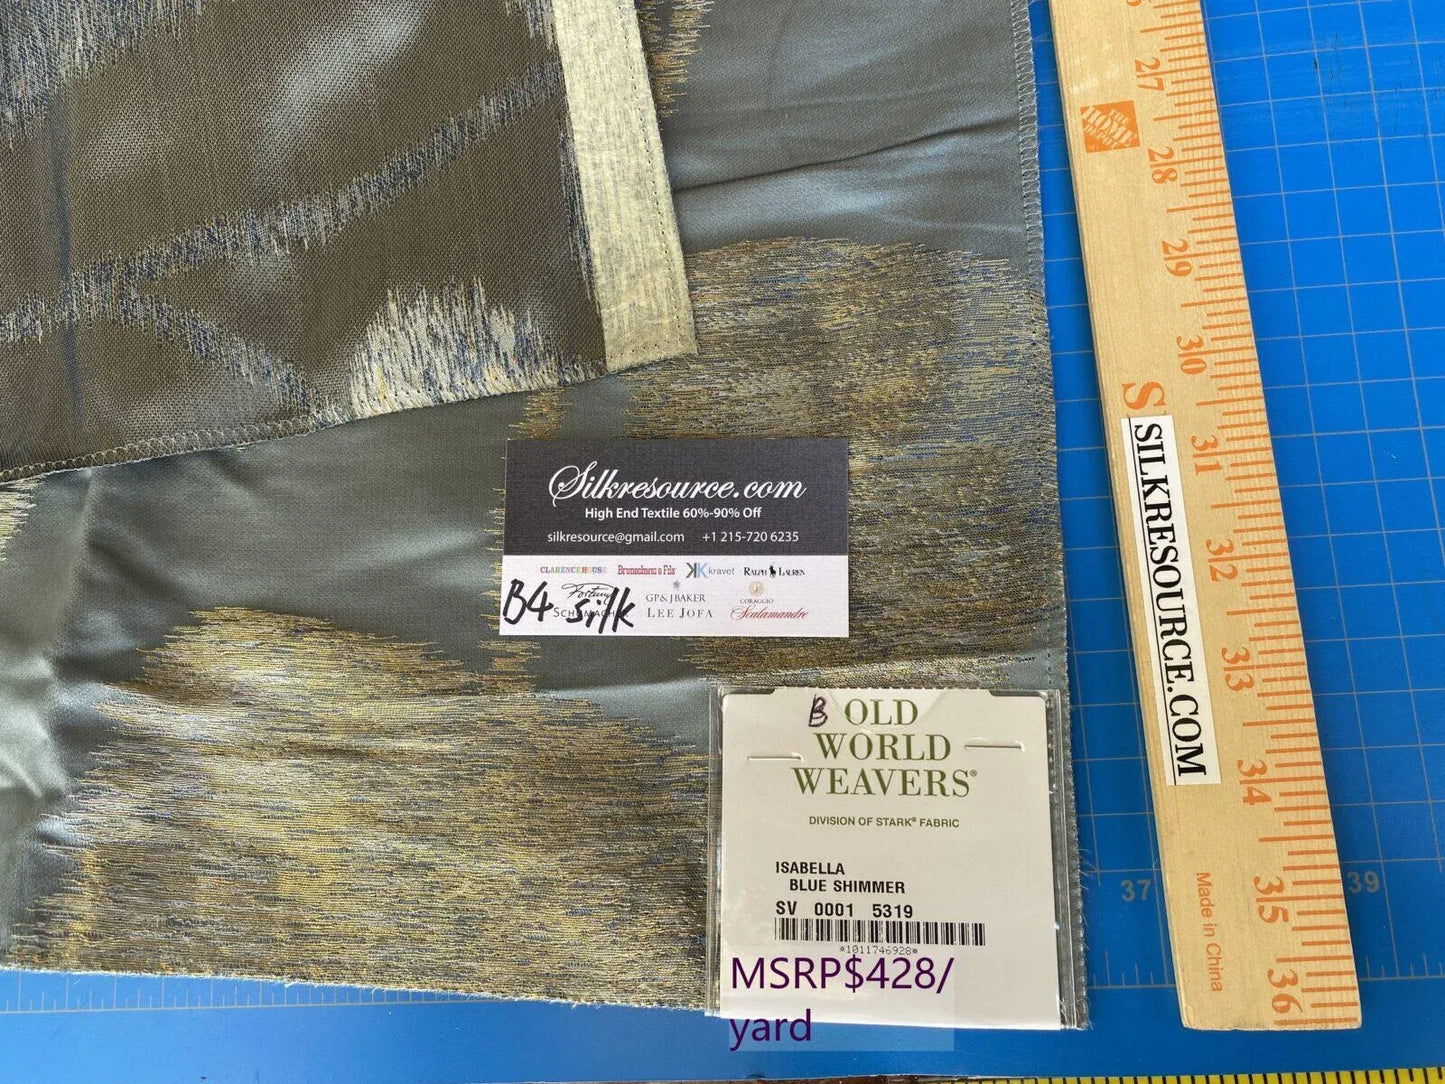 Silkresource.com
High End Textile 60%-90% Off
silkresource@gmail.com +1 215-720 6235
CLARENCE HOUSE Brunschwig & Fils kravet RALPH LAUREN
Fortuny GP&J BAKER CORAGGIO
B4 silk LEE JOFA Scalamandre
B OLD
WORLD
WEAVERS®
DIVISION OF STARK® FABRIC
ISABELLA
BLUE SHIMMER
SV 0001 5319
*1011746928*
MSRP$428/
yard
27
THE HOME DEPOT
28
29
30
S
31
32
33
34
35
36
SILKRESOURCE.COM
Made in China
37
39